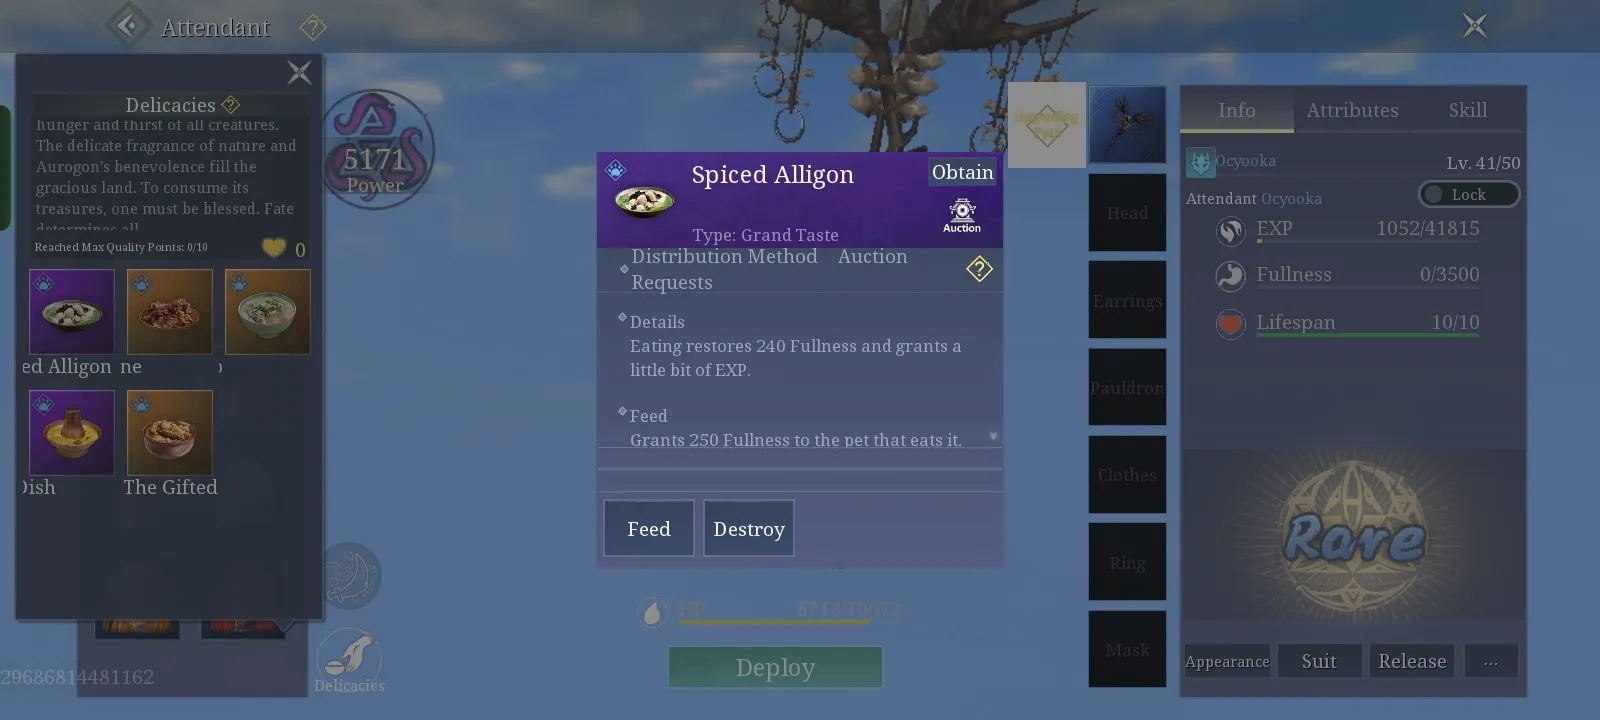 Attendant
Delicacies
hunger and thirst of all creatures.
The delicate fragrance of nature and
Aurogon's benevolence fill the
gracious land. To consume its
treasures, one must be blessed. Fate
determines all
Reached Max Quality Points: 0/10
0
ed Alligon
ne
Dish
The Gifted
5171
Power
Delicacies
29686814481162
Spiced Alligon
Obtain
Auction
Type: Grand Taste
Distribution Method Auction
Requests
Details
Eating restores 240 Fullness and grants a
little bit of EXP.
Feed
Grants 250 Fullness to the pet that eats it.
Feed
Destroy
HP 8713/10073
Deploy
Head
Earrings
Pauldron
Clothes
Ring
Mask
Info
Attributes
Skill
Ocyooka
Lv. 41/50
Attendant Ocyooka
Lock
EXP 1052/41815
Fullness 0/3500
Lifespan 10/10
Rare
Appearance
Suit
Release
...